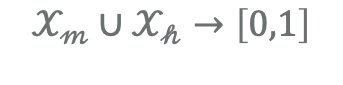 𝒳𝓂 ∪ 𝒳𝒽 → [0,1]